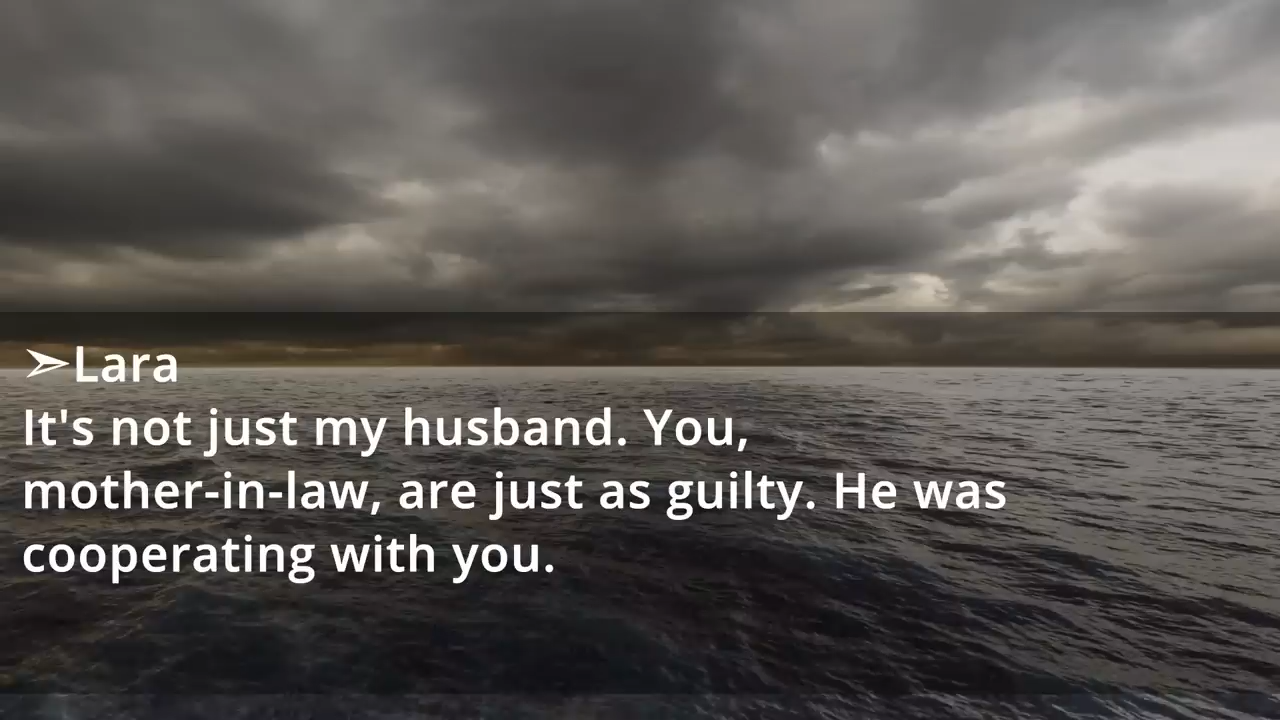 ➣Lara
It's not just my husband. You,
mother-in-law, are just as guilty. He was
cooperating with you.